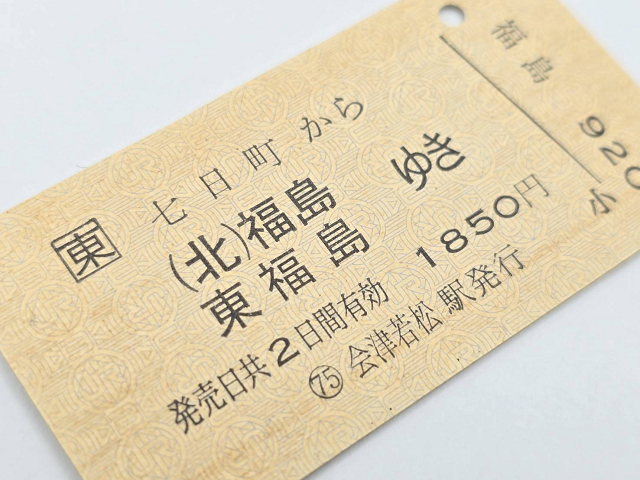 東
七日町から
(北)福島
東福島
ゆき
1850円
発売日共2日間有効
75 会津若松駅発行
福島
920
小